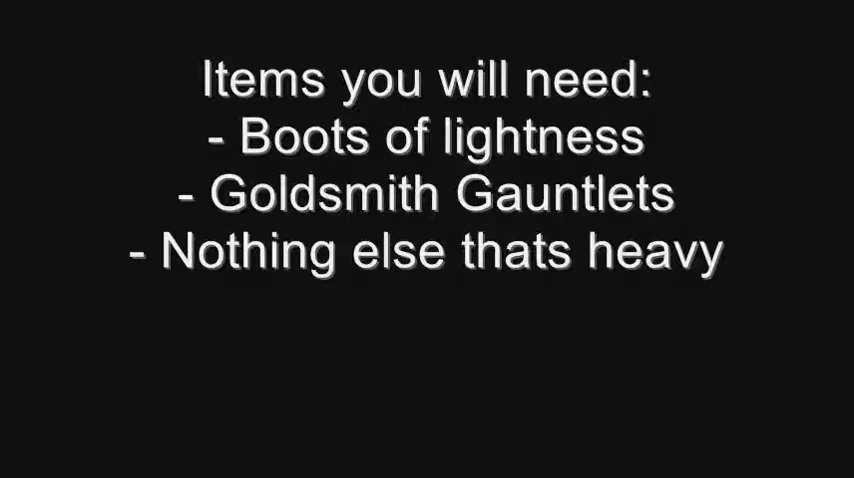 Items you will need:
- Boots of lightness
- Goldsmith Gauntlets
- Nothing else thats heavy